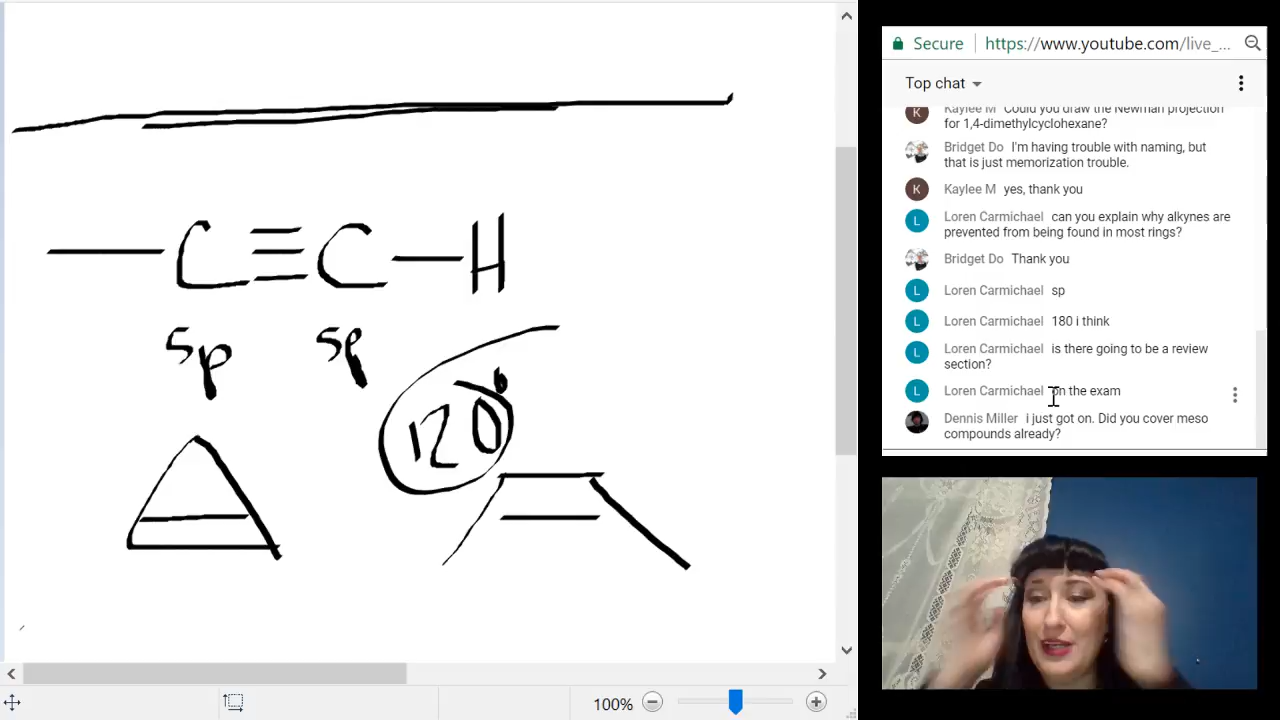 C≡C—H
sp sp
120°
100%
Secure https://www.youtube.com/live_...
Top chat
K Kaylee M Could you draw the Newman projection
for 1,4-dimethylcyclohexane?
Bridget Do I'm having trouble with naming, but
that is just memorization trouble.
K Kaylee M yes, thank you
L Loren Carmichael can you explain why alkynes are
prevented from being found in most rings?
Bridget Do Thank you
L Loren Carmichael sp
L Loren Carmichael 180 i think
L Loren Carmichael is there going to be a review
section?
L Loren Carmichael on the exam
Dennis Miller i just got on. Did you cover meso
compounds already?